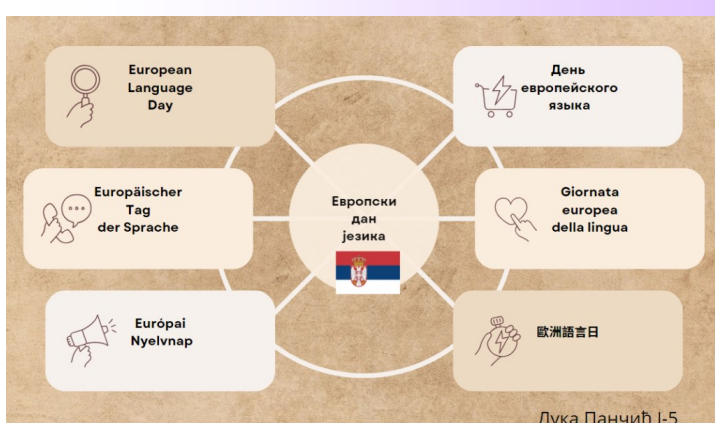 European
Language
Day
День
европейского
языка
Europäischer
Tag
der Sprache
Европски
дан
језика
Giornata
europea
della lingua
Európai
Nyelvnap
歐洲語言日
Лука Панчић I-5